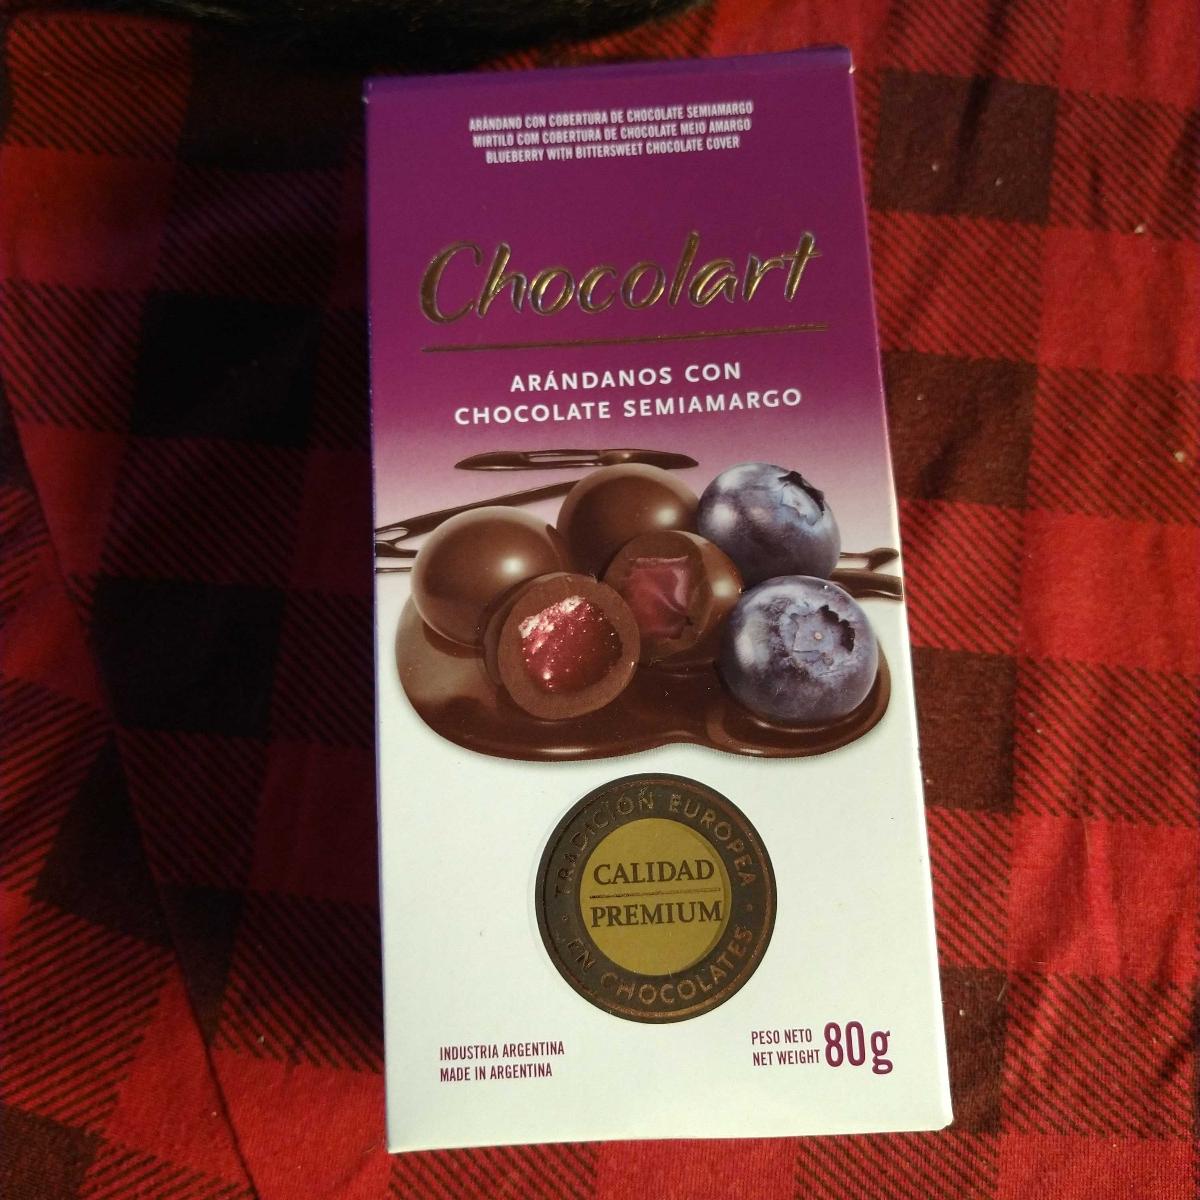 ARÁNDANO CON COBERTURA DE CHOCOLATE SEMIAMARGO
MIRTILO COM COBERTURA DE CHOCOLATE MEIO AMARGO
BLUEBERRY WITH BITTERSWEET CHOCOLATE COVER
Chocolart
ARÁNDANOS CON
CHOCOLATE SEMIAMARGO
TRADICIÓN EUROPEA
CALIDAD
PREMIUM
EN CHOCOLATES
INDUSTRIA ARGENTINA
MADE IN ARGENTINA
PESO NETO
NET WEIGHT 80g